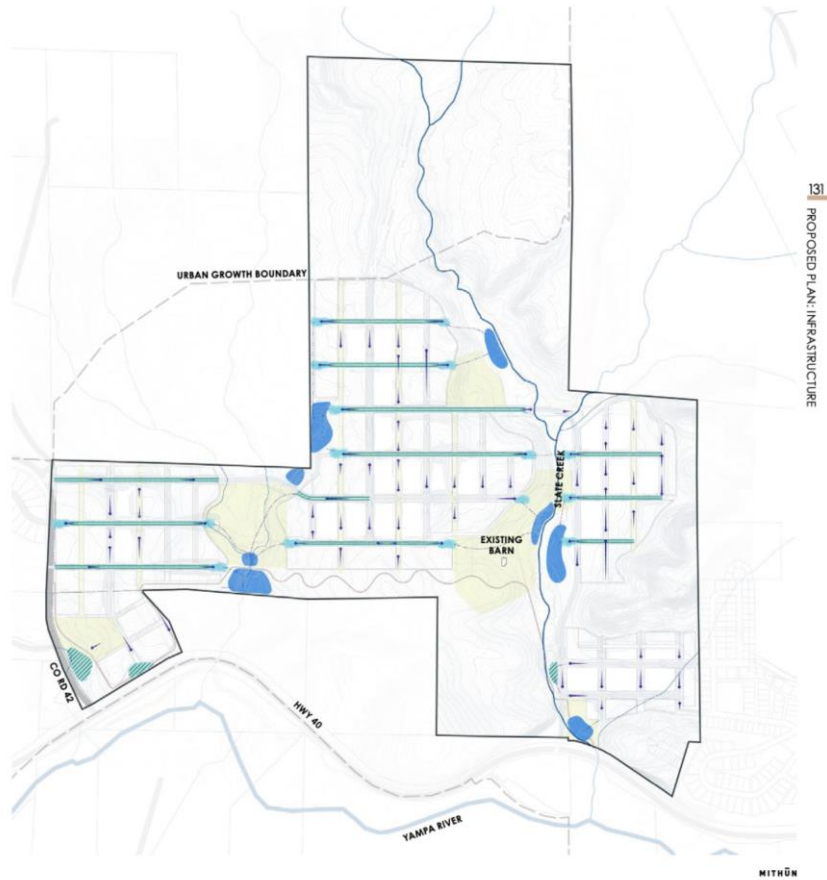 131
PROPOSED PLAN: INFRASTRUCTURE
URBAN GROWTH BOUNDARY
SLATE CREEK
EXISTING
BARN
CO RD 42
HWY 40
YAMPA RIVER
MITHŪN